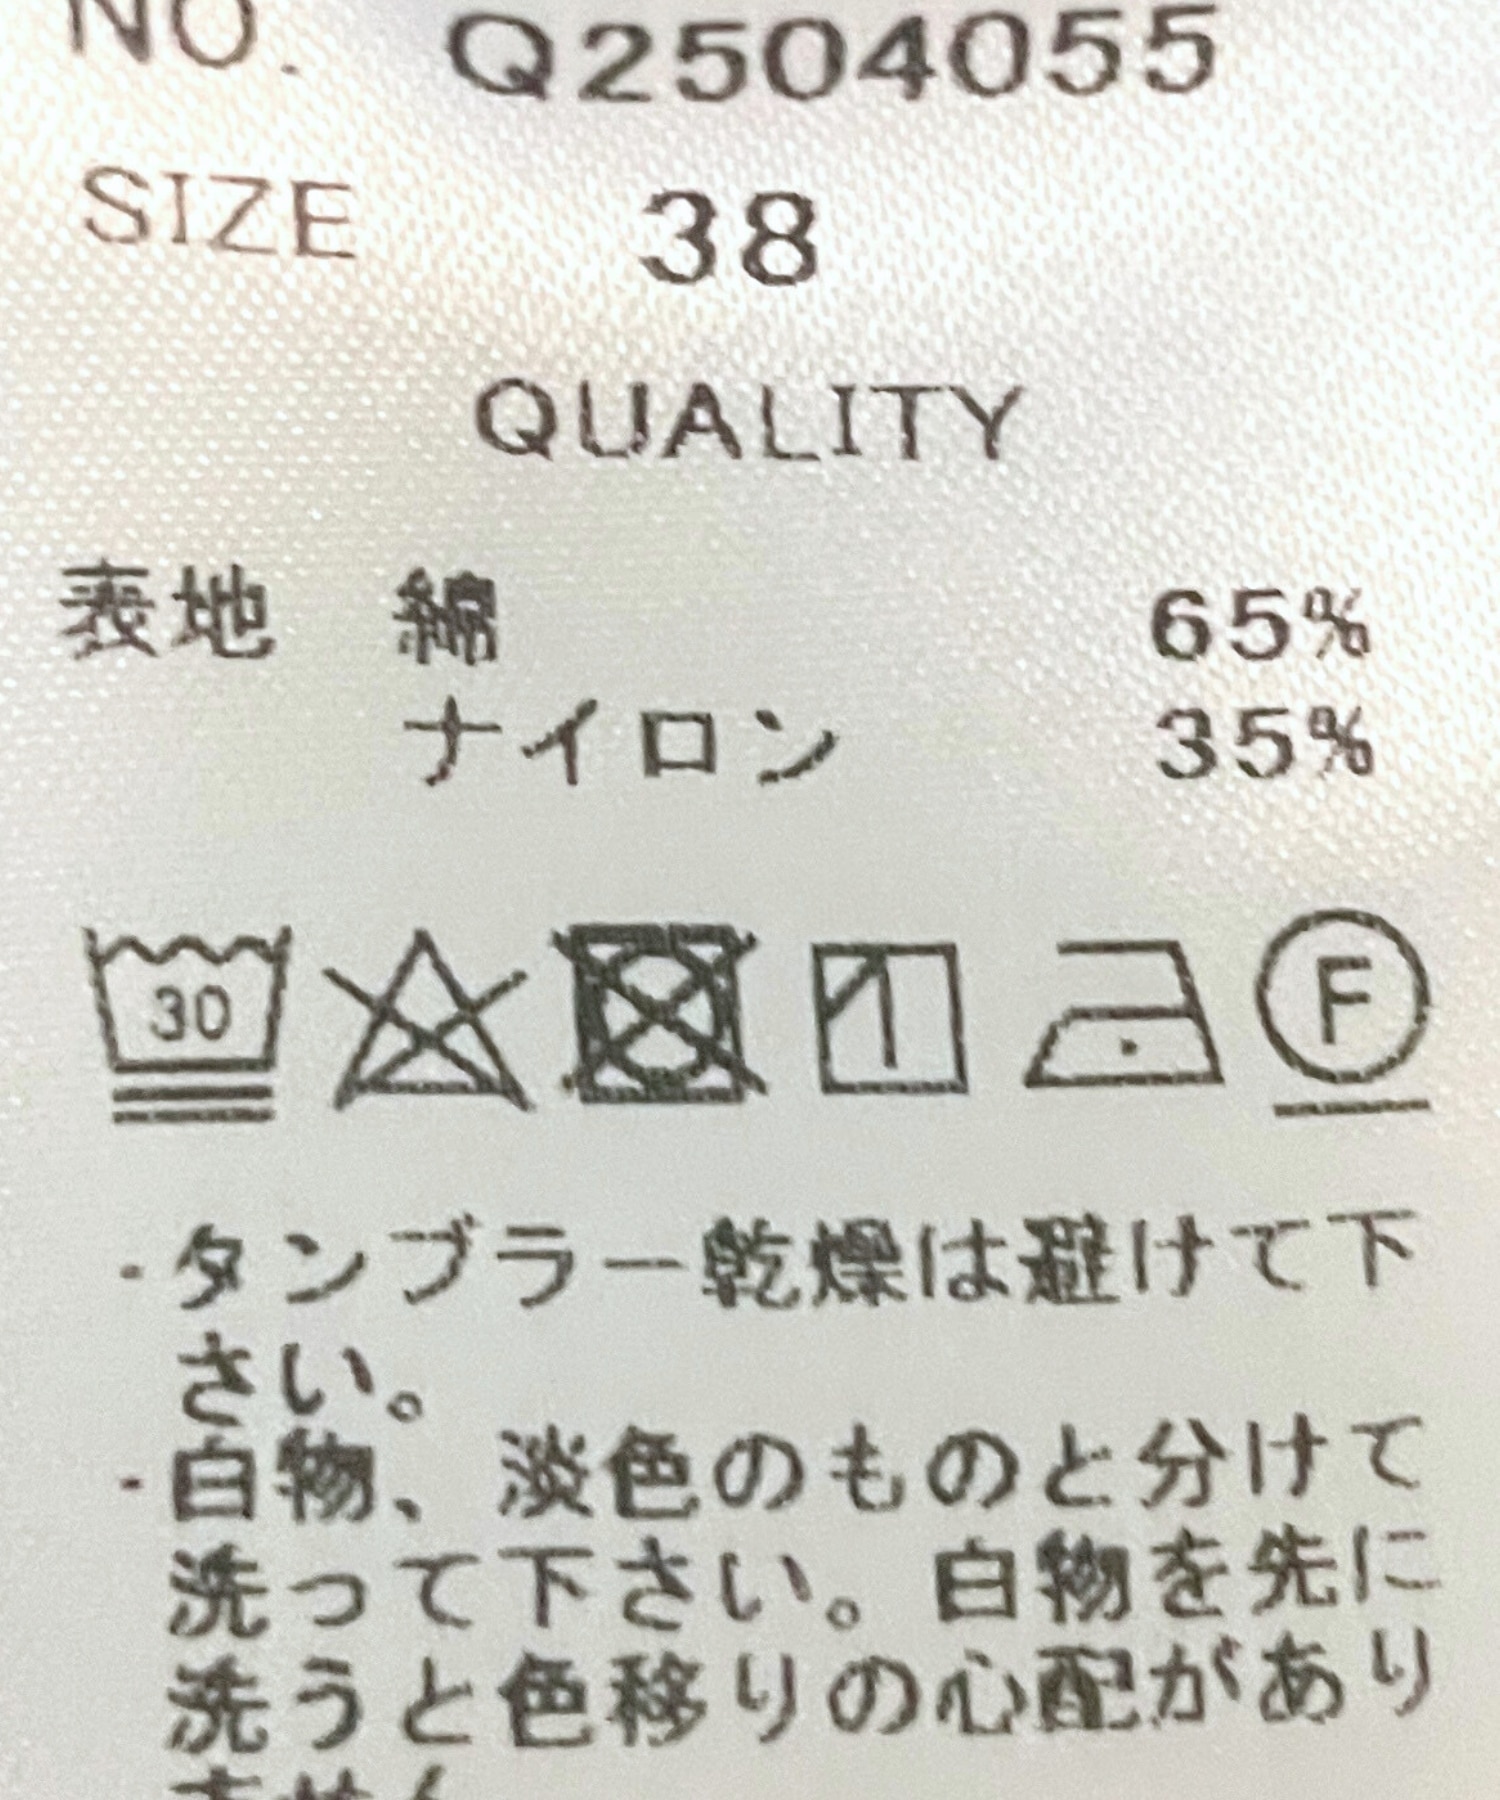 NO. Q2504055
SIZE 38
QUALITY
表地 綿 65%
ナイロン 35%
30
F
・タンブラー乾燥は避けて下
さい。
・白物、淡色のものと分けて
洗って下さい。白物を先に
洗うと色移りの心配があり
ません